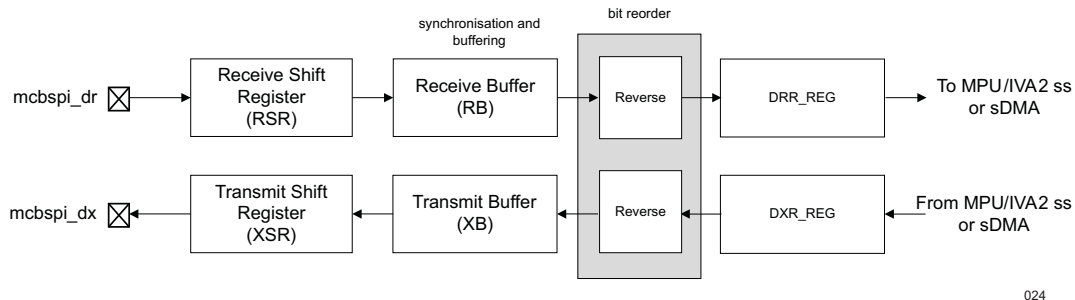 bit reorder
synchronisation and
buffering
mcbspi_dr
Receive Shift
Register
(RSR)
Receive Buffer
(RB)
Reverse
DRR_REG
To MPU/IVA2 ss
or sDMA
mcbspi_dx
Transmit Shift
Register
(XSR)
Transmit Buffer
(XB)
Reverse
DXR_REG
From MPU/IVA2 ss
or sDMA
024